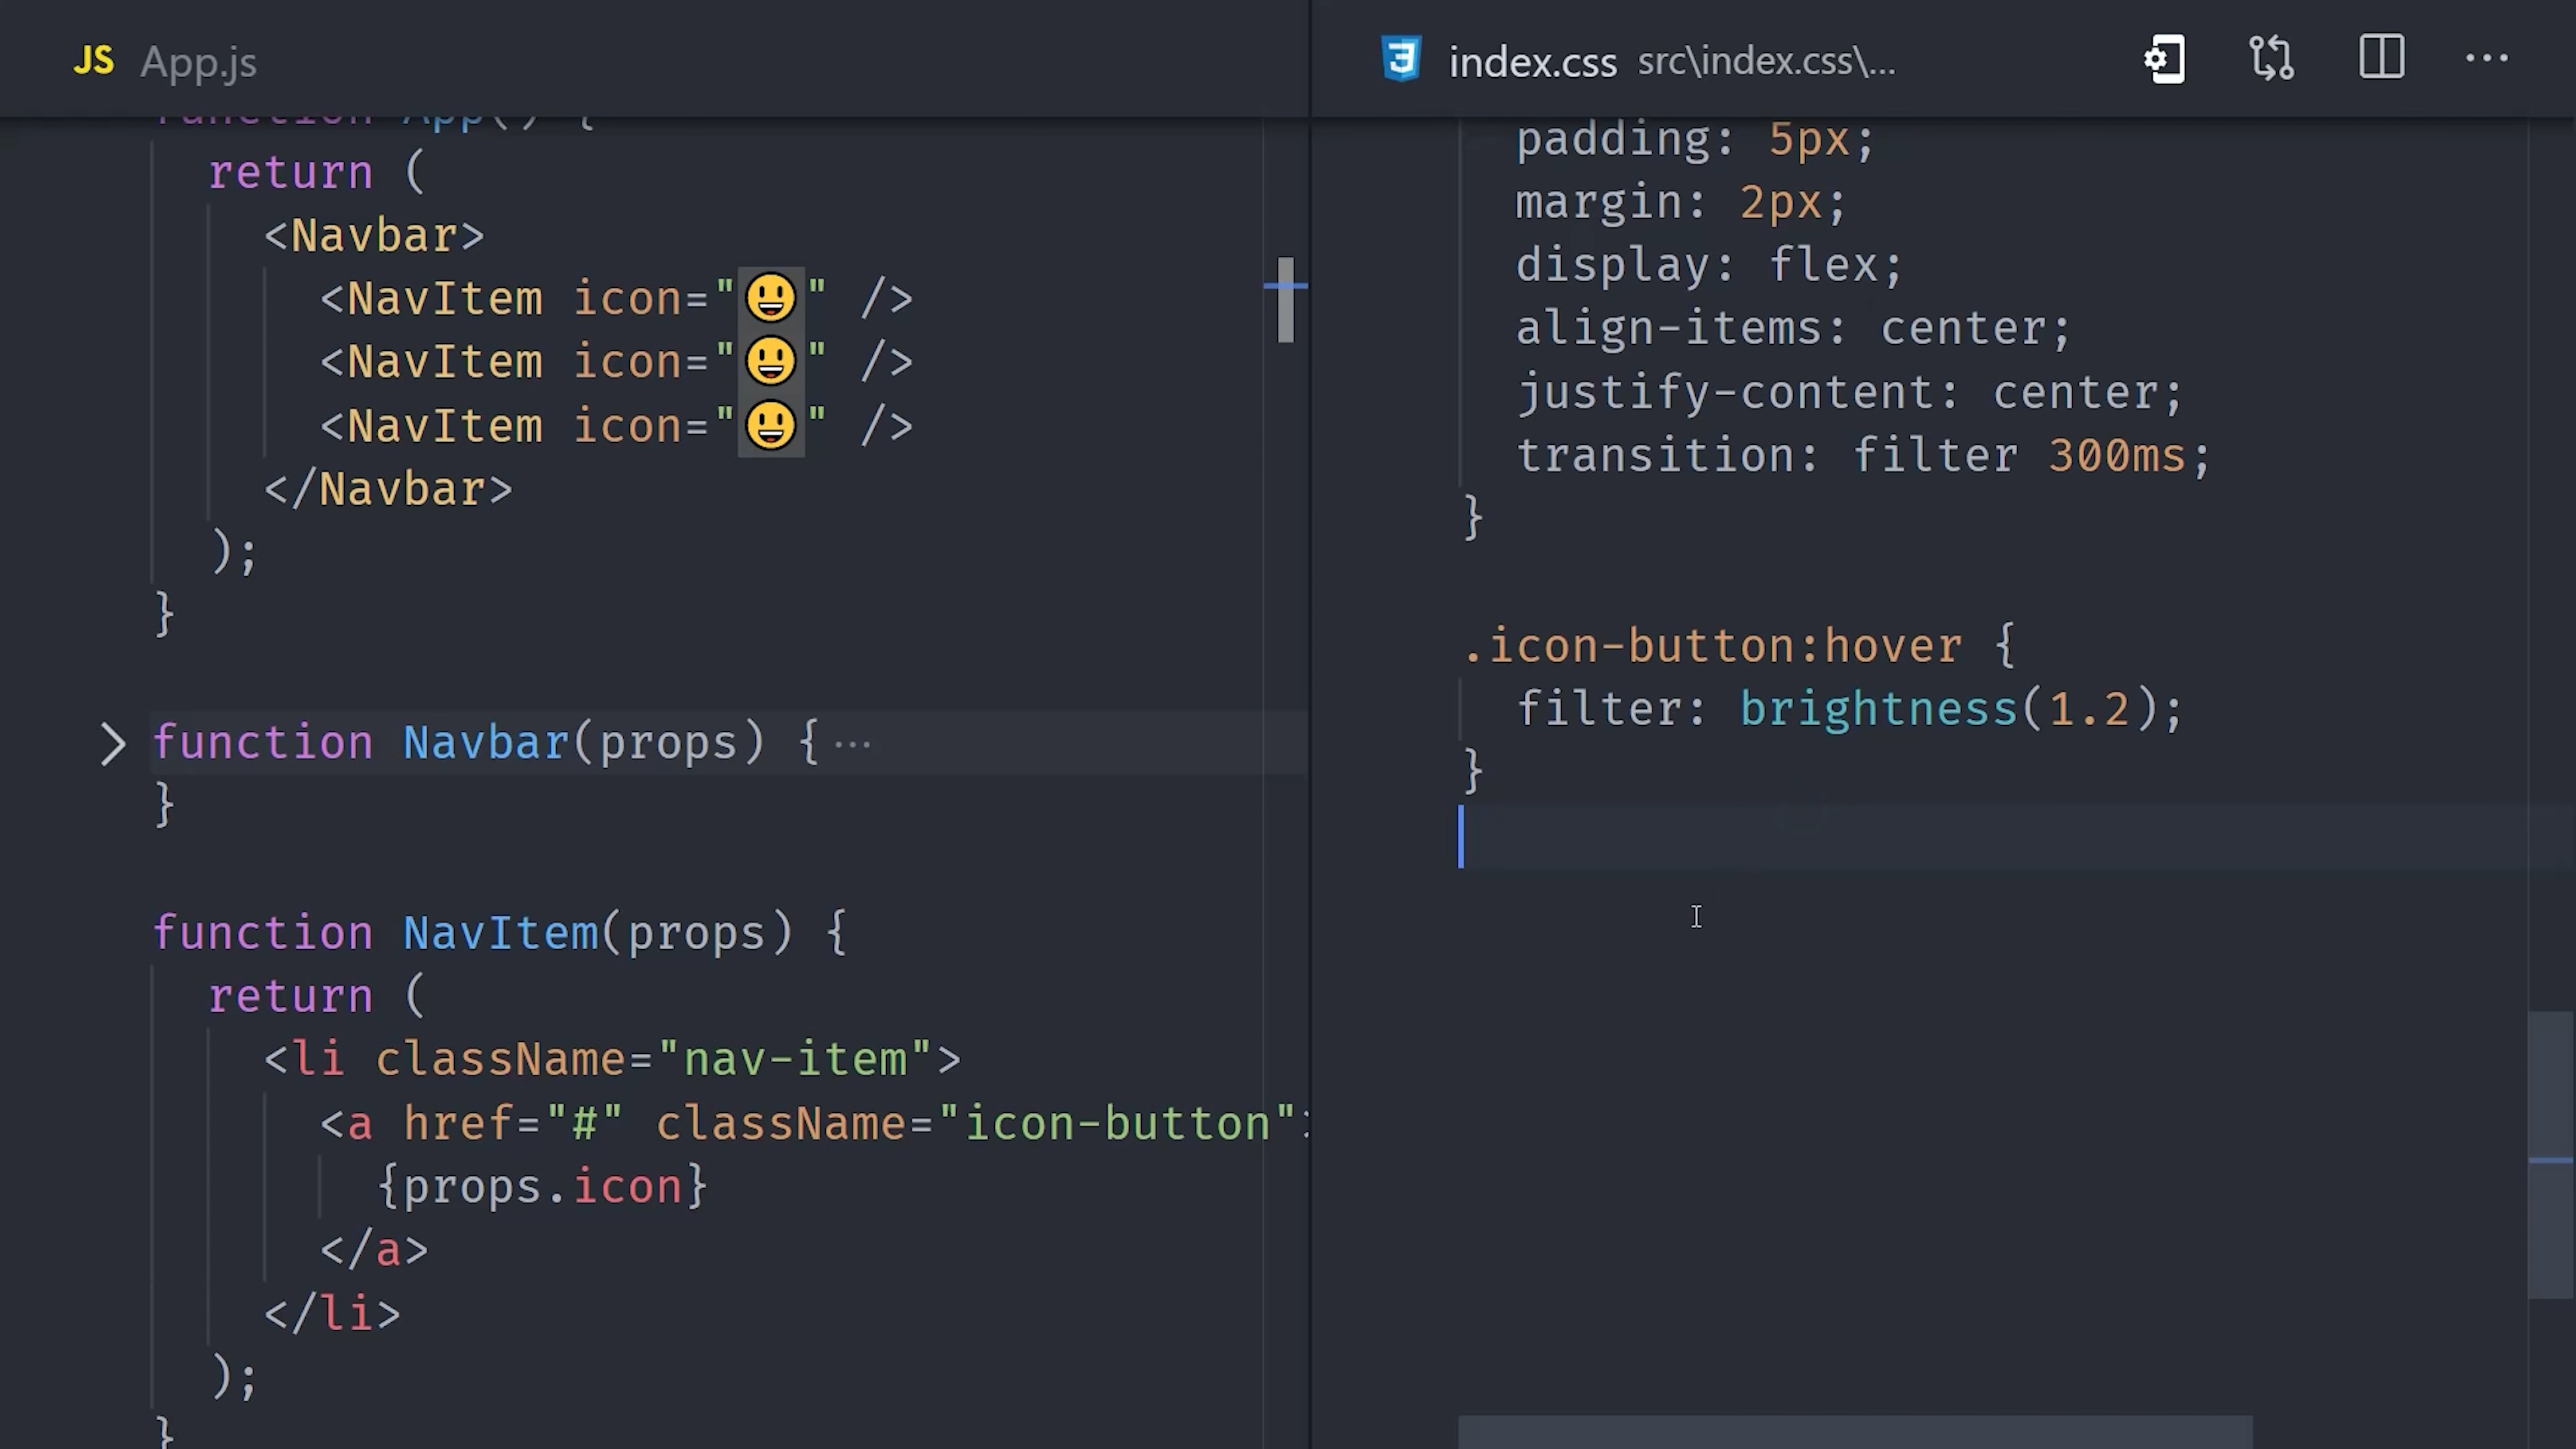 JS App.js
function App() {
return (
<Navbar>
<NavItem icon="😃" />
<NavItem icon="😃" />
<NavItem icon="😃" />
</Navbar>
);
}
function Navbar(props) {···
}
function NavItem(props) {
return (
<li className="nav-item">
<a href="#" className="icon-button">
{props.icon}
</a>
</li>
);
}
index.css src\index.css\...
padding: 5px;
margin: 2px;
display: flex;
align-items: center;
justify-content: center;
transition: filter 300ms;
}
.icon-button:hover {
filter: brightness(1.2);
}